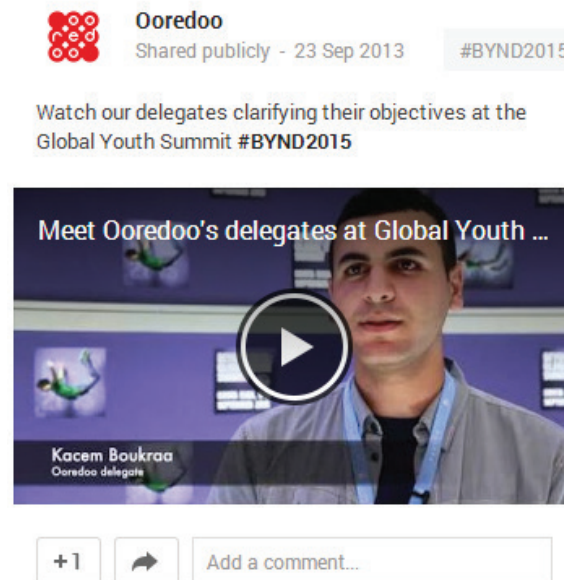 Ooredoo
Shared publicly - 23 Sep 2013
#BYND2015
Watch our delegates clarifying their objectives at the
Global Youth Summit #BYND2015
Meet Ooredoo's delegates at Global Youth ...
Kacem Boukraa
Ooredoo delegate
+1
Add a comment...